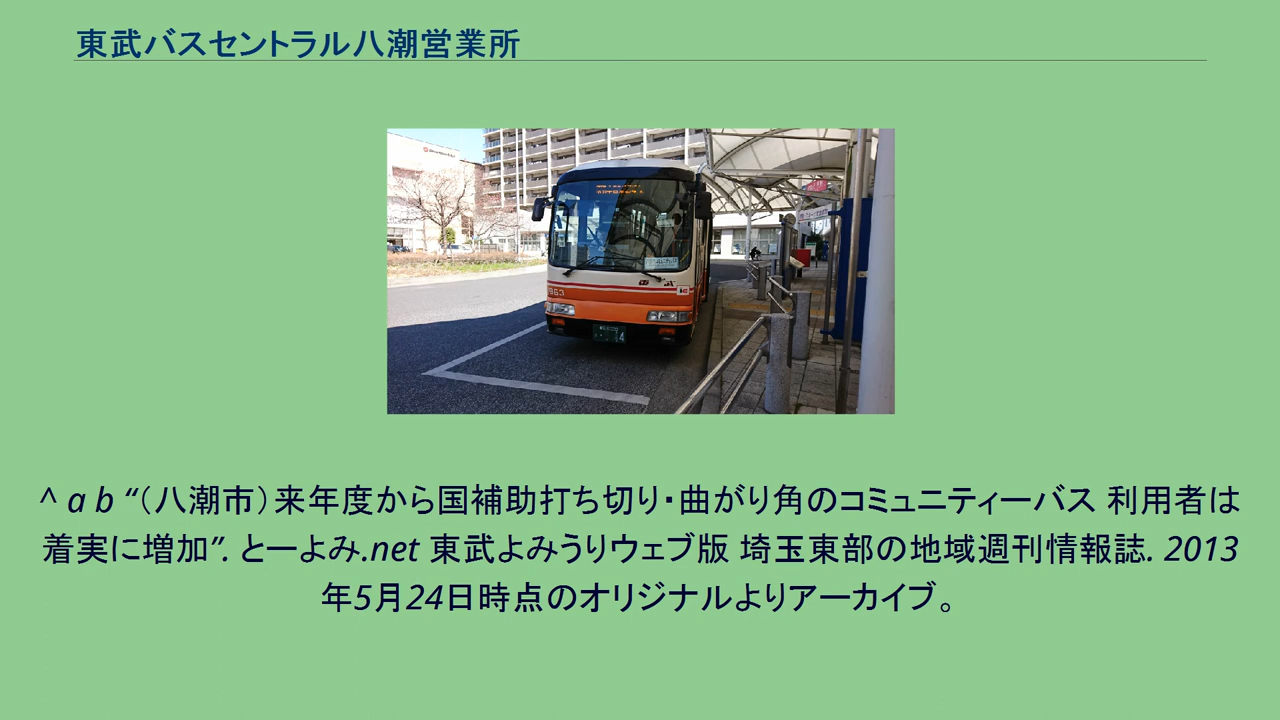 東武バスセントラル八潮営業所
9963
4
^ a b “（八潮市）来年度から国補助打ち切り・曲がり角のコミュニティーバス 利用者は
着実に増加”. とーよみ.net 東武よみうりウェブ版 埼玉東部の地域週刊情報誌. 2013
年5月24日時点のオリジナルよりアーカイブ。